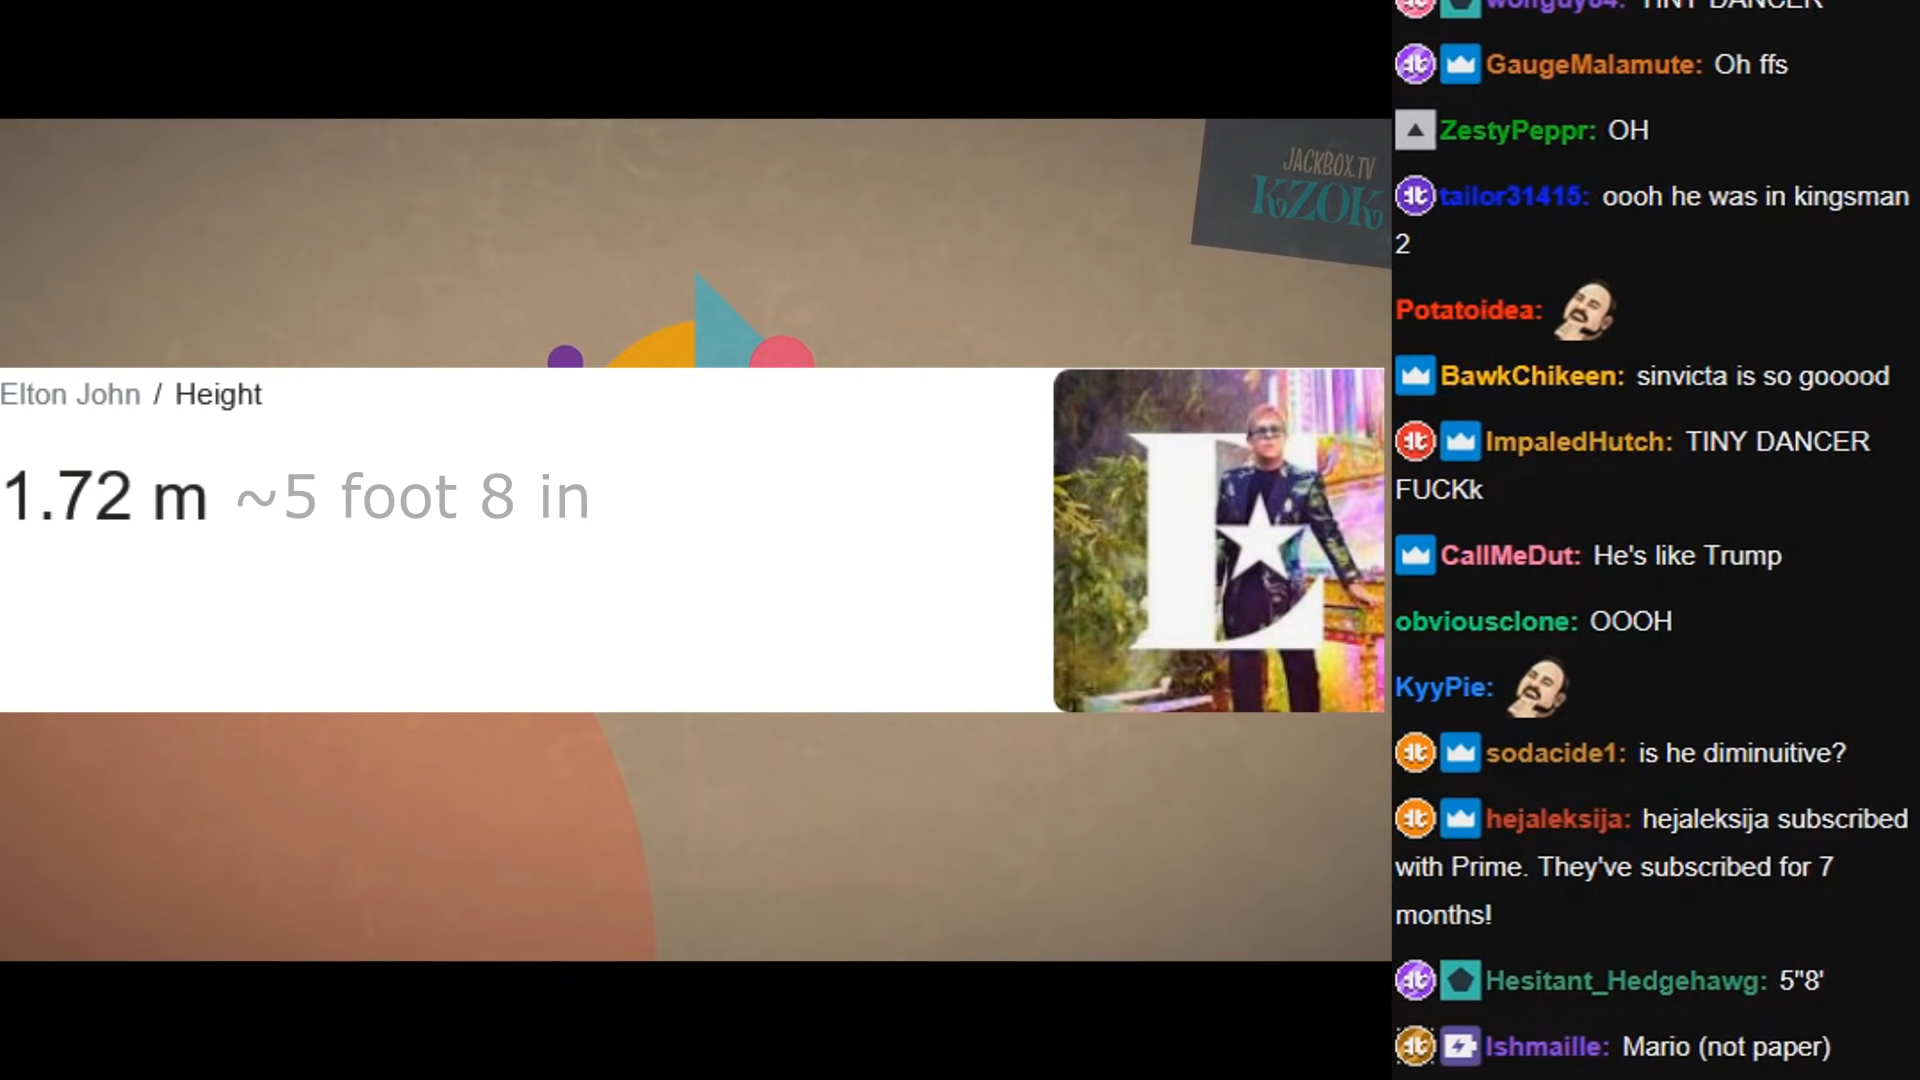 JACKBOX.TV
KZOK
Elton John / Height
1.72 m ~5 foot 8 in
E
wonguy84: TINY DANCER
GaugeMalamute: Oh ffs
ZestyPeppr: OH
tailor31415: oooh he was in kingsman
2
Potatoidea:
BawkChikeen: sinvicta is so gooood
ImpaledHutch: TINY DANCER
FUCKk
CallMeDut: He's like Trump
obviousclone: OOOH
KyyPie:
sodacide1: is he diminuitive?
hejaleksija: hejaleksija subscribed
with Prime. They've subscribed for 7
months!
Hesitant_Hedgehawg: 5"8'
Ishmaille: Mario (not paper)